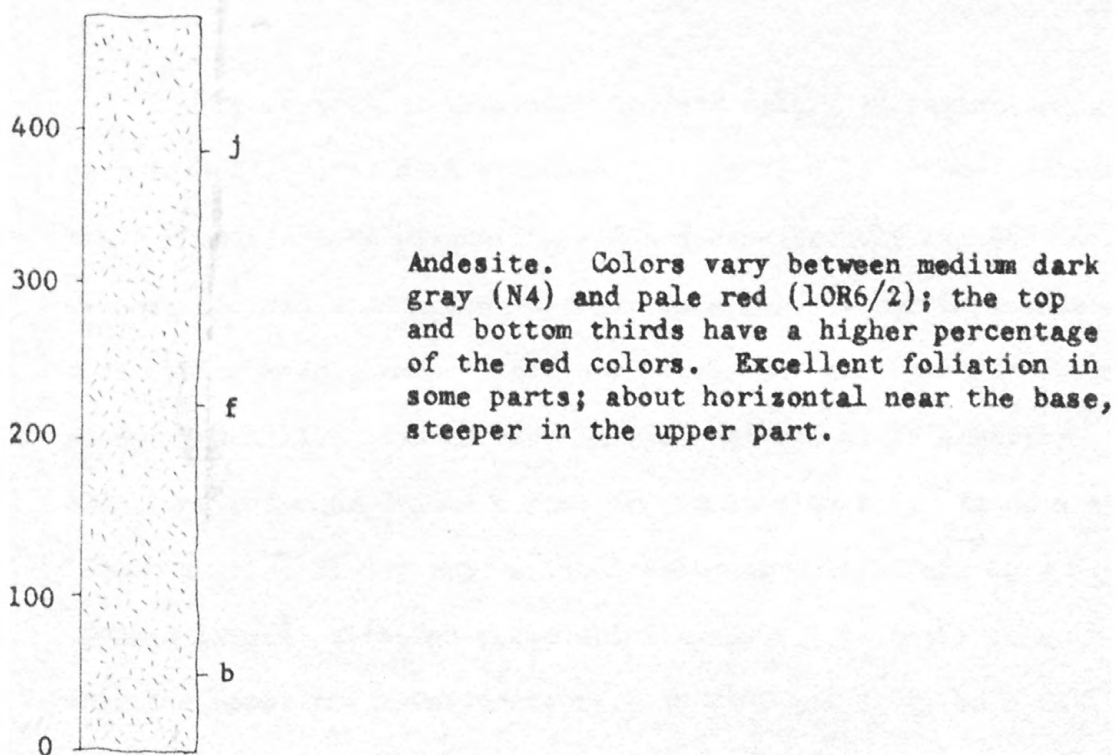 400
j
300
Andesite. Colors vary between medium dark
gray (N4) and pale red (10R6/2); the top
and bottom thirds have a higher percentage
of the red colors. Excellent foliation in
some parts; about horizontal near the base,
steeper in the upper part.
f
200
100
b
0